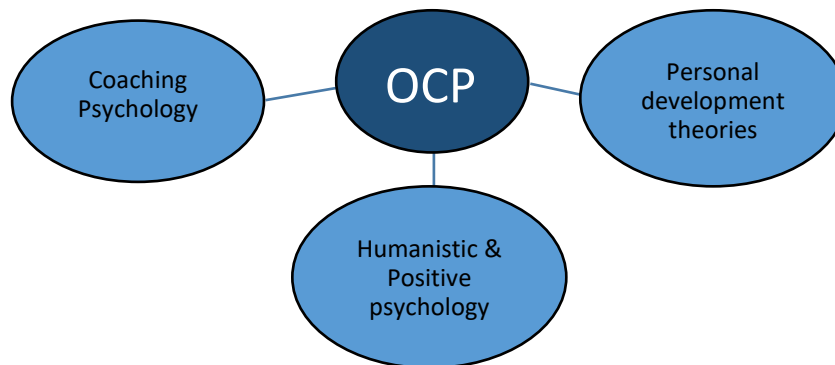 Coaching
Psychology
OCP
Personal
development
theories
Humanistic &
Positive
psychology